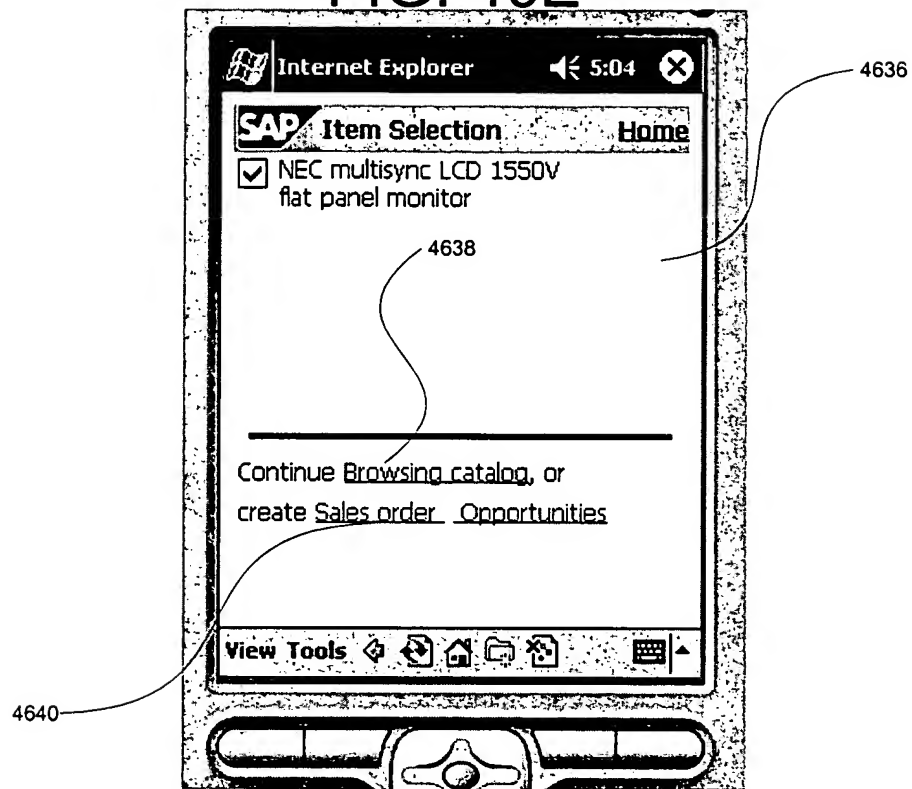 Internet Explorer 5:04
4636
SAP Item Selection Home
NEC multisync LCD 1550V
flat panel monitor
4638
Continue Browsing catalog, or
create Sales order Opportunities
View Tools
4640